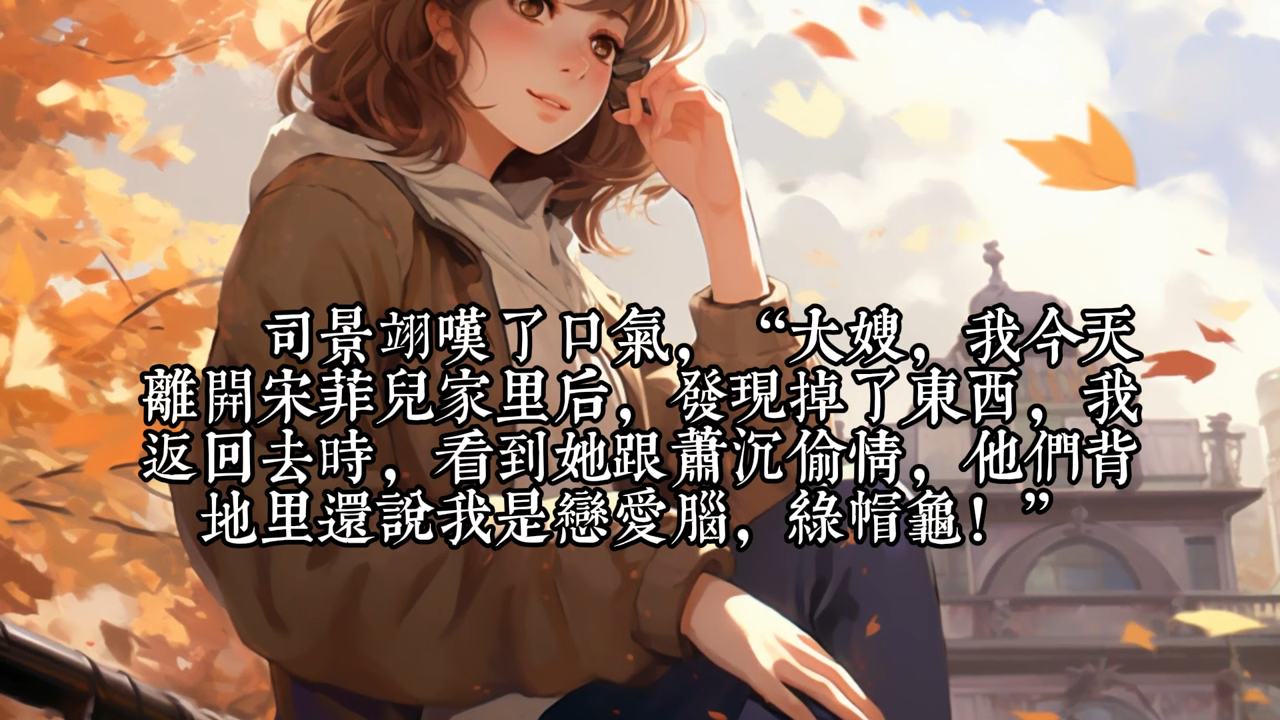 司景翊嘆了口氣，“大嫂，我今天
離開宋菲兒家里后，發現掉了東西，我
返回去時，看到她跟蕭沉偷情，他們背
地里還說我是戀愛腦，綠帽龜！”